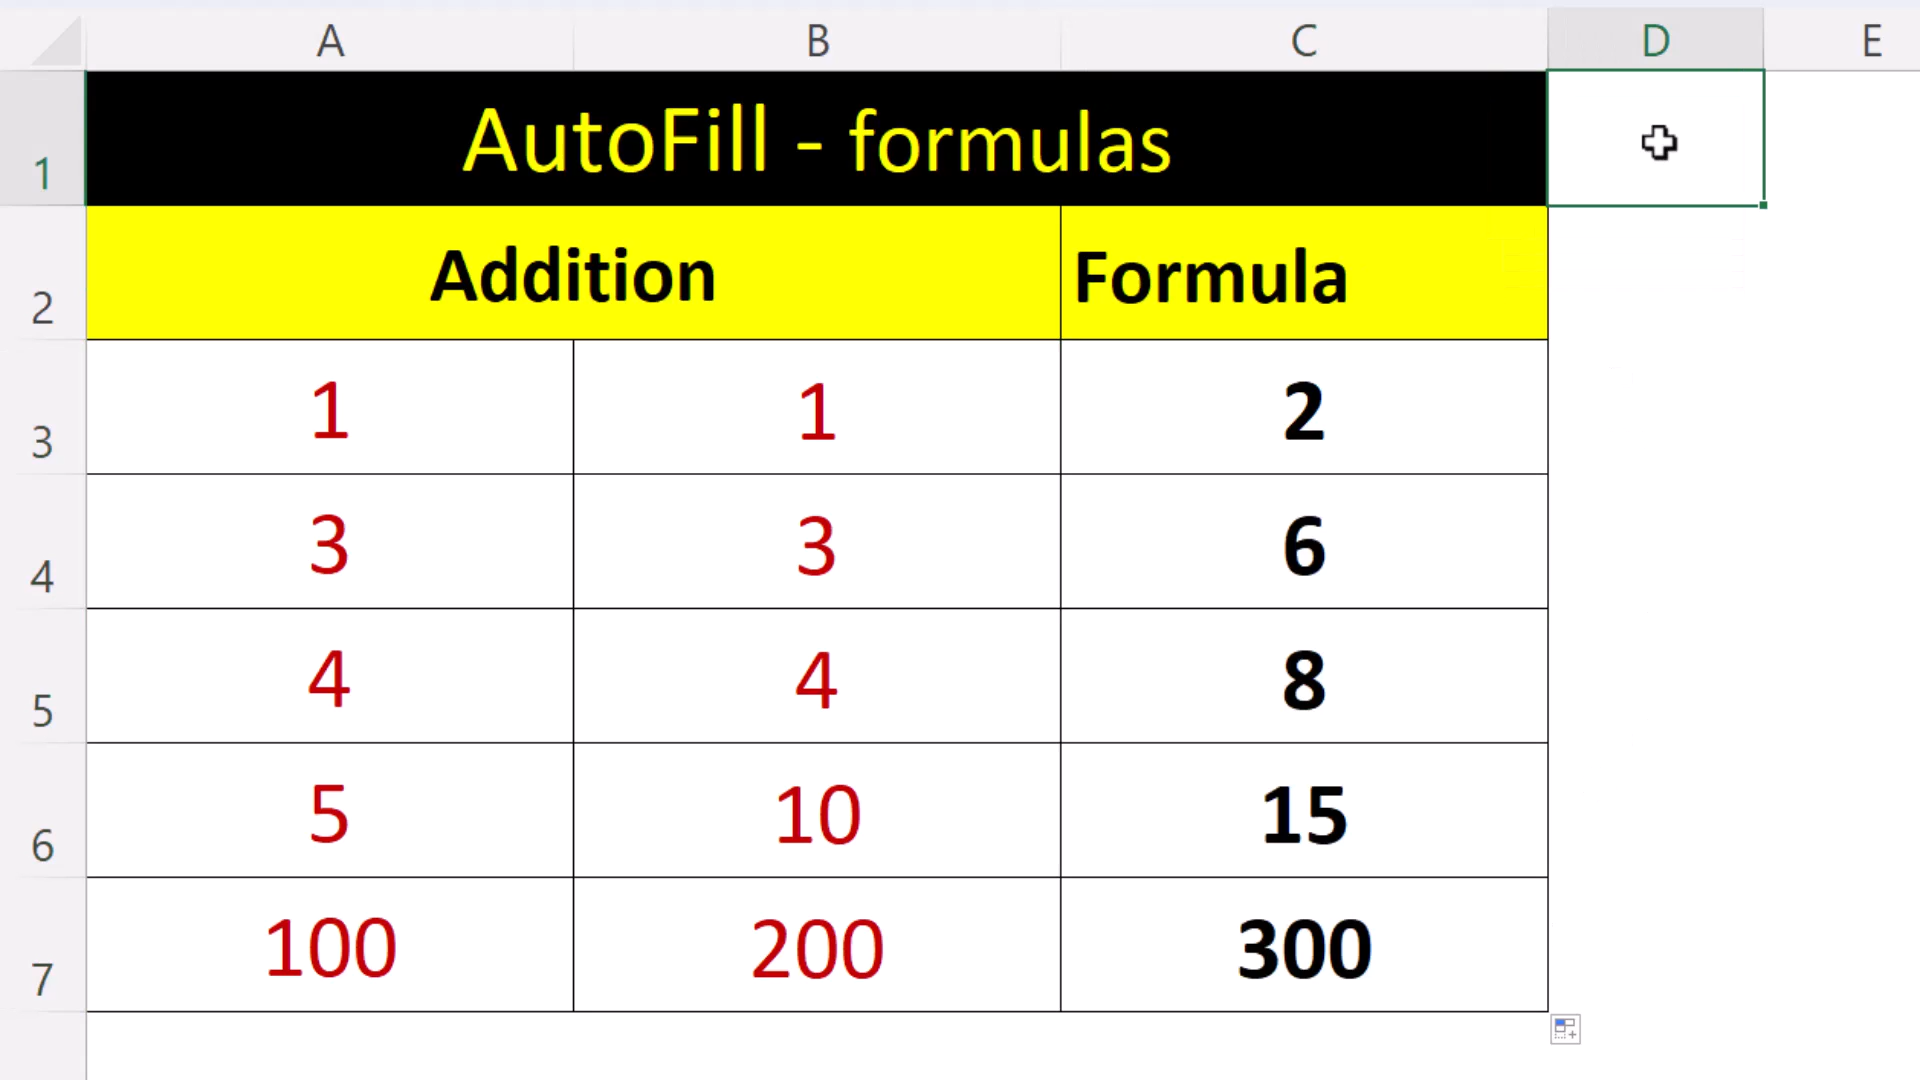 A B C D E
1 AutoFill - formulas
2 Addition Formula
3 1 1 2
4 3 3 6
5 4 4 8
6 5 10 15
7 100 200 300